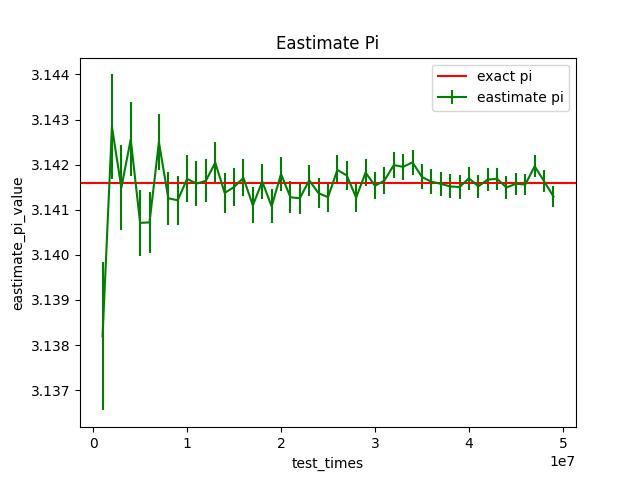 Eastimate Pi
exact pi
eastimate pi
3.144
3.143
3.142
3.141
3.140
3.139
3.138
3.137
eastimate_pi_value
0
1
2
3
4
5
1e7
test_times